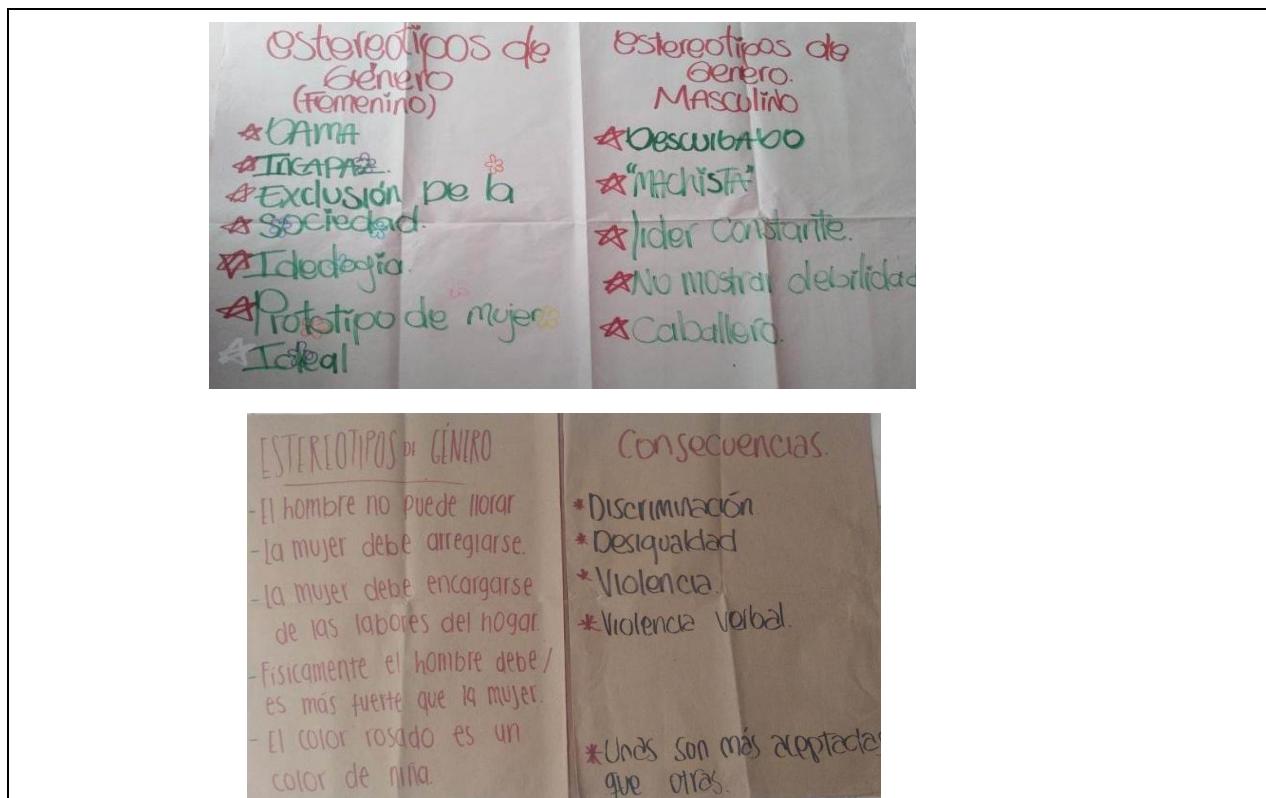 estereotipos de
Género
(Femenino)
☆DAMA
☆INCAPAZ.
☆Exclusión De la
☆Sociedad.
☆Ideología.
☆Prototipo de mujer
☆Ideal
estereotipos de
Genero.
MAsculiNo
☆DescuidADO
☆"MAchisTA"
☆líder constante.
☆No mostrar debilidad
☆Caballero.
ESTEREOTIPOS DE GÉNERO
-El hombre no puede llorar
-La mujer debe arreglarse.
-la mujer debe encargarse
de las labores del hogar.
-Fisicamente el hombre debe/
es más fuerte que la mujer.
- El color rosado es un
color de niña.
Consecuencias.
*Discriminación
*Desigualdad
*Violencia.
*Violencia verbal.
*Unas son más aceptadas
que otras.